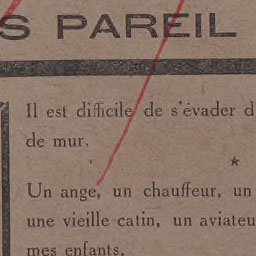 S PAREIL
Il est difficile de s'évader d
de mur.
*
Un ange, un chauffeur, un
une vieille catin, un aviateu
mes enfants.